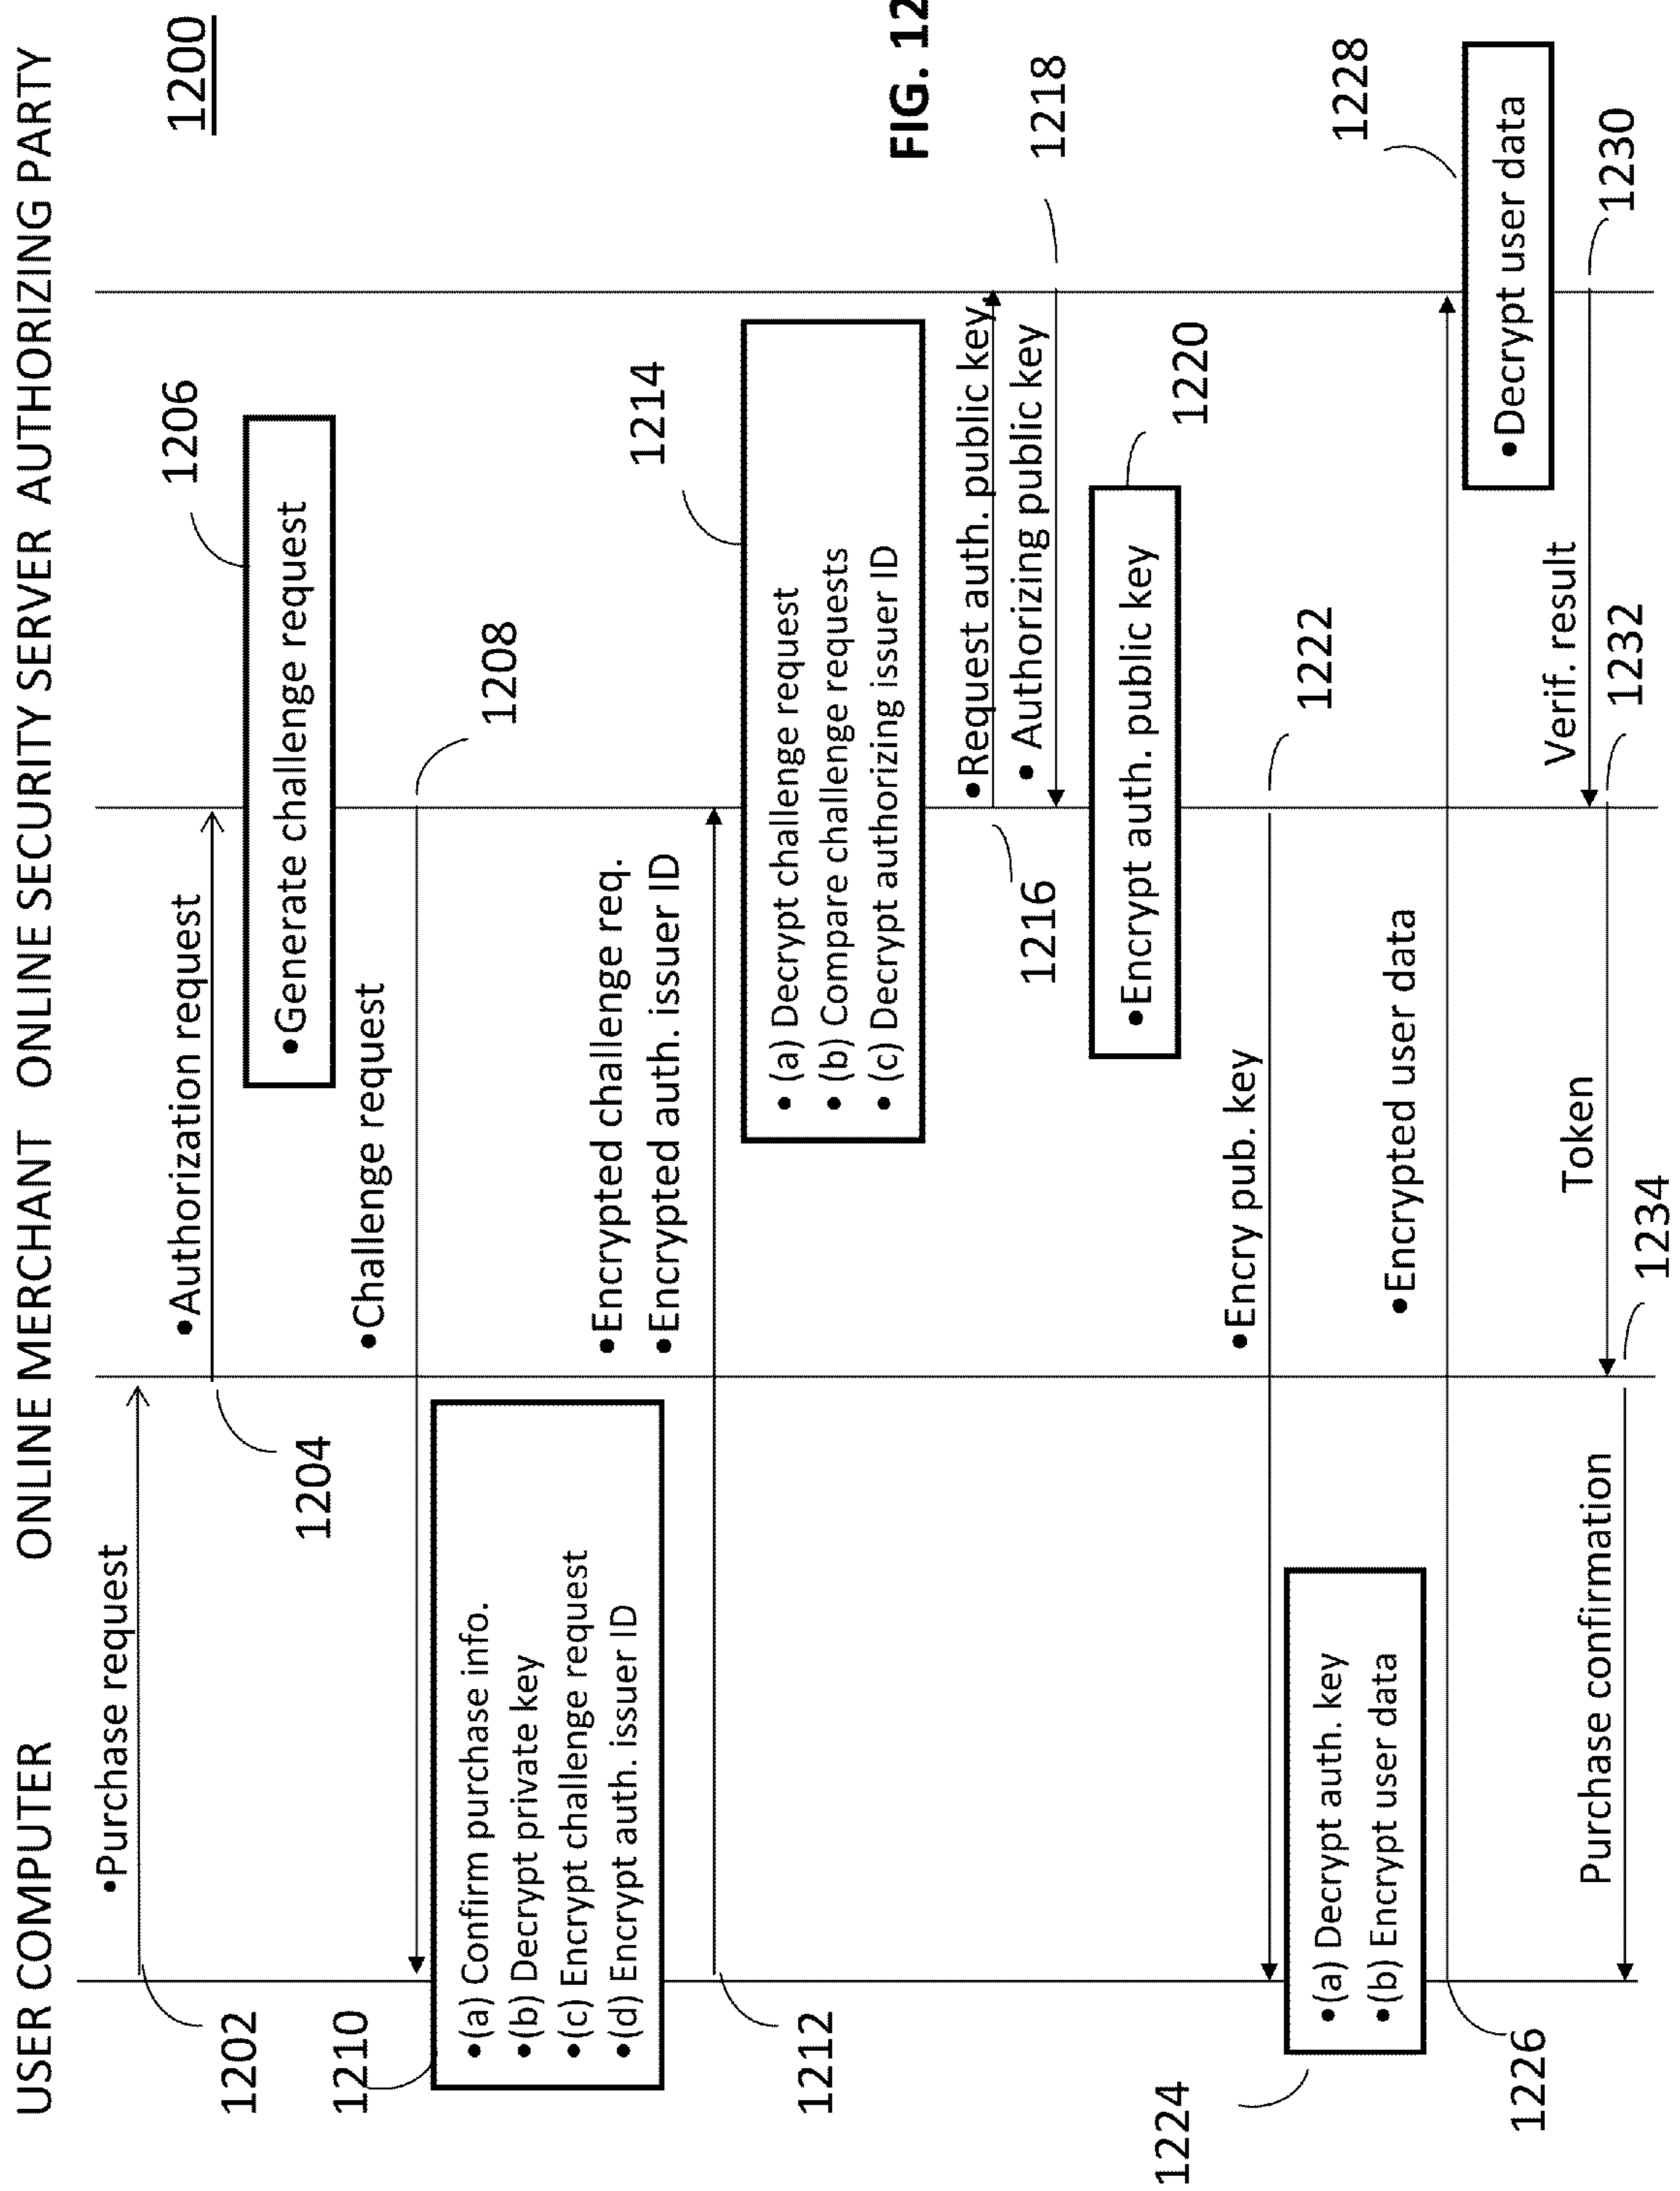 USER COMPUTER ONLINE MERCHANT ONLINE SECURITY SERVER AUTHORIZING PARTY
1200
•Purchase request
1202
•Authorization request
1204
1206
•Generate challenge request
•Challenge request
1208
1210
•(a) Confirm purchase info.
•(b) Decrypt private key
•(c) Encrypt challenge request
•(d) Encrypt auth. issuer ID
•Encrypted challenge req.
•Encrypted auth. issuer ID
1212
1214
• (a) Decrypt challenge request
• (b) Compare challenge requests
• (c) Decrypt authorizing issuer ID
FIG. 12
•Request auth. public key
1216
• Authorizing public key
1218
1220
•Encrypt auth. public key
•Encry pub. key
1222
1224
•(a) Decrypt auth. key
•(b) Encrypt user data
•Encrypted user data
1226
1228
•Decrypt user data
Verif. result
1230
Token
1232
Purchase confirmation
1234